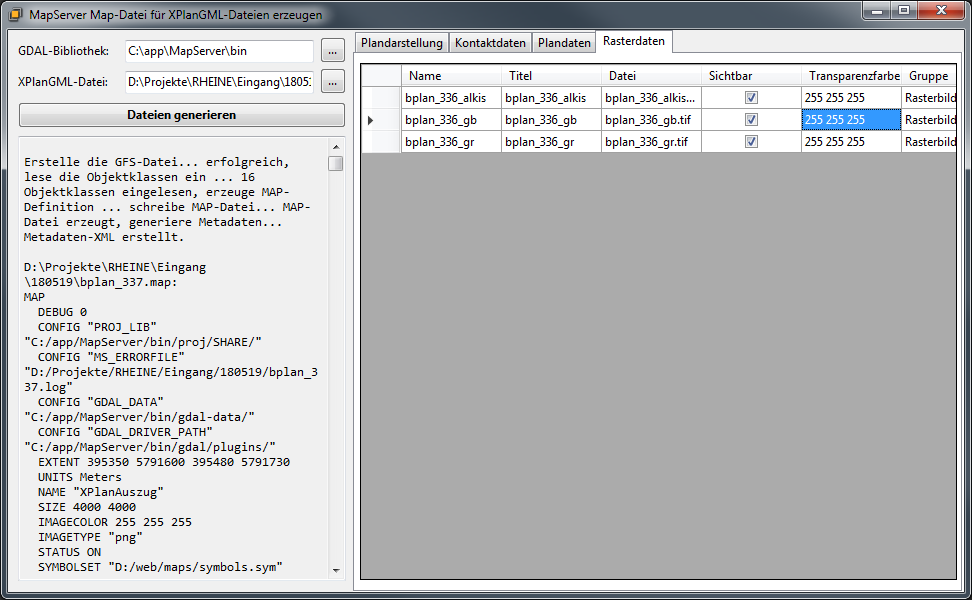 MapServer Map-Datei für XPlanGML-Dateien erzeugen
GDAL-Bibliothek: C:\app\MapServer\bin ...
XPlanGML-Datei: D:\Projekte\RHEINE\Eingang\1805 ...
Dateien generieren
Erstelle die GFS-Datei... erfolgreich,
lese die Objektklassen ein ... 16
Objektklassen eingelesen, erzeuge MAP-
Definition ... schreibe MAP-Datei... MAP-
Datei erzeugt, generiere Metadaten...
Metadaten-XML erstellt.
D:\Projekte\RHEINE\Eingang
\180519\bplan_337.map:
MAP
DEBUG 0
CONFIG "PROJ_LIB"
"C:/app/MapServer/bin/proj/SHARE/"
CONFIG "MS_ERRORFILE"
"D:/Projekte/RHEINE/Eingang/180519/bplan_3
37.log"
CONFIG "GDAL_DATA"
"C:/app/MapServer/bin/gdal-data/"
CONFIG "GDAL_DRIVER_PATH"
"C:/app/MapServer/bin/gdal/plugins/"
EXTENT 395350 5791600 395480 5791730
UNITS Meters
NAME "XPlanAuszug"
SIZE 4000 4000
IMAGECOLOR 255 255 255
IMAGETYPE "png"
STATUS ON
SYMBOLSET "D:/web/maps/symbols.sym"
Plandarstellung Kontaktdaten Plandaten Rasterdaten
Name Titel Datei Sichtbar Transparenzfarbe Gruppe
bplan_336_alkis bplan_336_alkis bplan_336_alkis... 255 255 255 Rasterbild
bplan_336_gb bplan_336_gb bplan_336_gb.tif 255 255 255 Rasterbild
bplan_336_gr bplan_336_gr bplan_336_gr.tif 255 255 255 Rasterbild